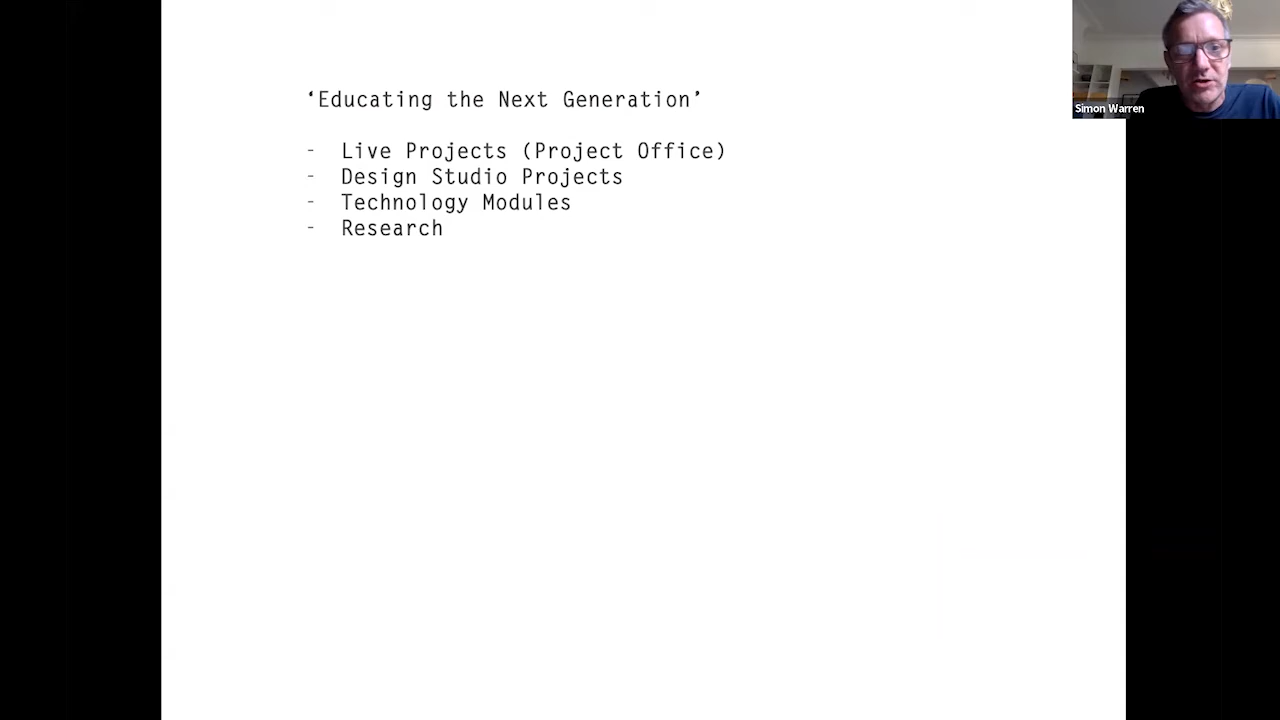 ‘Educating the Next Generation’
- Live Projects (Project Office)
- Design Studio Projects
- Technology Modules
- Research
Simon Warren